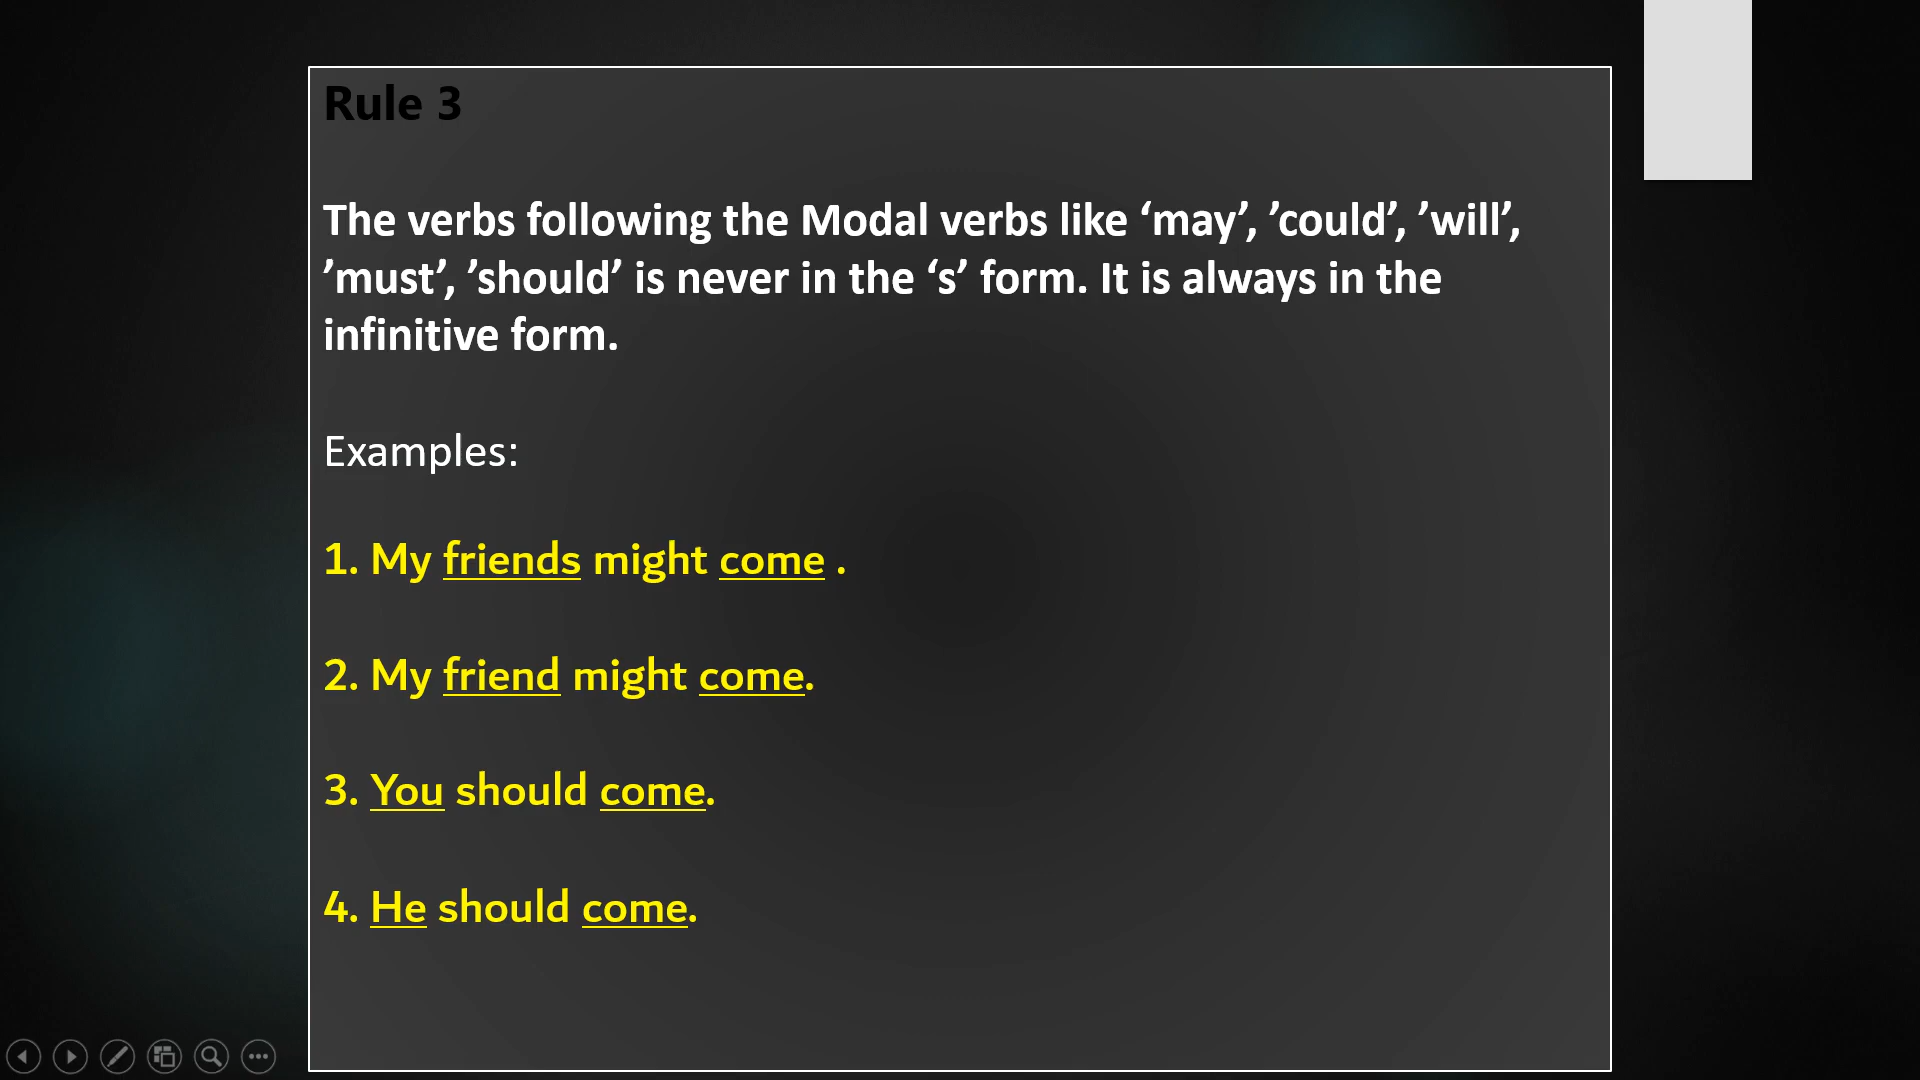 Rule 3
The verbs following the Modal verbs like ‘may’, ’could’, ’will’,
’must’, ’should’ is never in the ‘s’ form. It is always in the
infinitive form.
Examples:
1. My friends might come .
2. My friend might come.
3. You should come.
4. He should come.